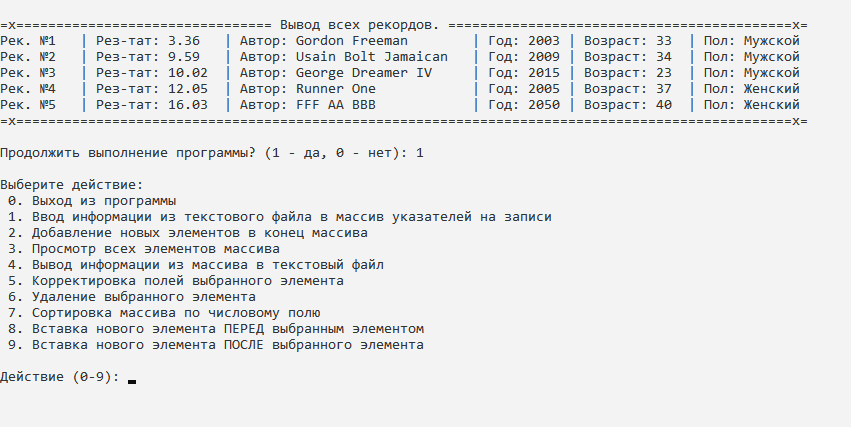 =x================================ Вывод всех рекордов. ===========================================x=
Рек. №1   | Рез-тат: 3.36   | Автор: Gordon Freeman        | Год: 2003 | Возраст: 33  | Пол: Мужской
Рек. №2   | Рез-тат: 9.59   | Автор: Usain Bolt Jamaican   | Год: 2009 | Возраст: 34  | Пол: Мужской
Рек. №3   | Рез-тат: 10.02  | Автор: George Dreamer IV     | Год: 2015 | Возраст: 23  | Пол: Мужской
Рек. №4   | Рез-тат: 12.05  | Автор: Runner One            | Год: 2005 | Возраст: 37  | Пол: Женский
Рек. №5   | Рез-тат: 16.03  | Автор: FFF AA BBB            | Год: 2050 | Возраст: 40  | Пол: Женский
=x=================================================================================================x=
Продолжить выполнение программы? (1 - да, 0 - нет): 1
Выберите действие:
0. Выход из программы
1. Ввод информации из текстового файла в массив указателей на записи
2. Добавление новых элементов в конец массива
3. Просмотр всех элементов массива
4. Вывод информации из массива в текстовый файл
5. Корректировка полей выбранного элемента
6. Удаление выбранного элемента
7. Сортировка массива по числовому полю
8. Вставка нового элемента ПЕРЕД выбранным элементом
9. Вставка нового элемента ПОСЛЕ выбранного элемента
Действие (0-9): _